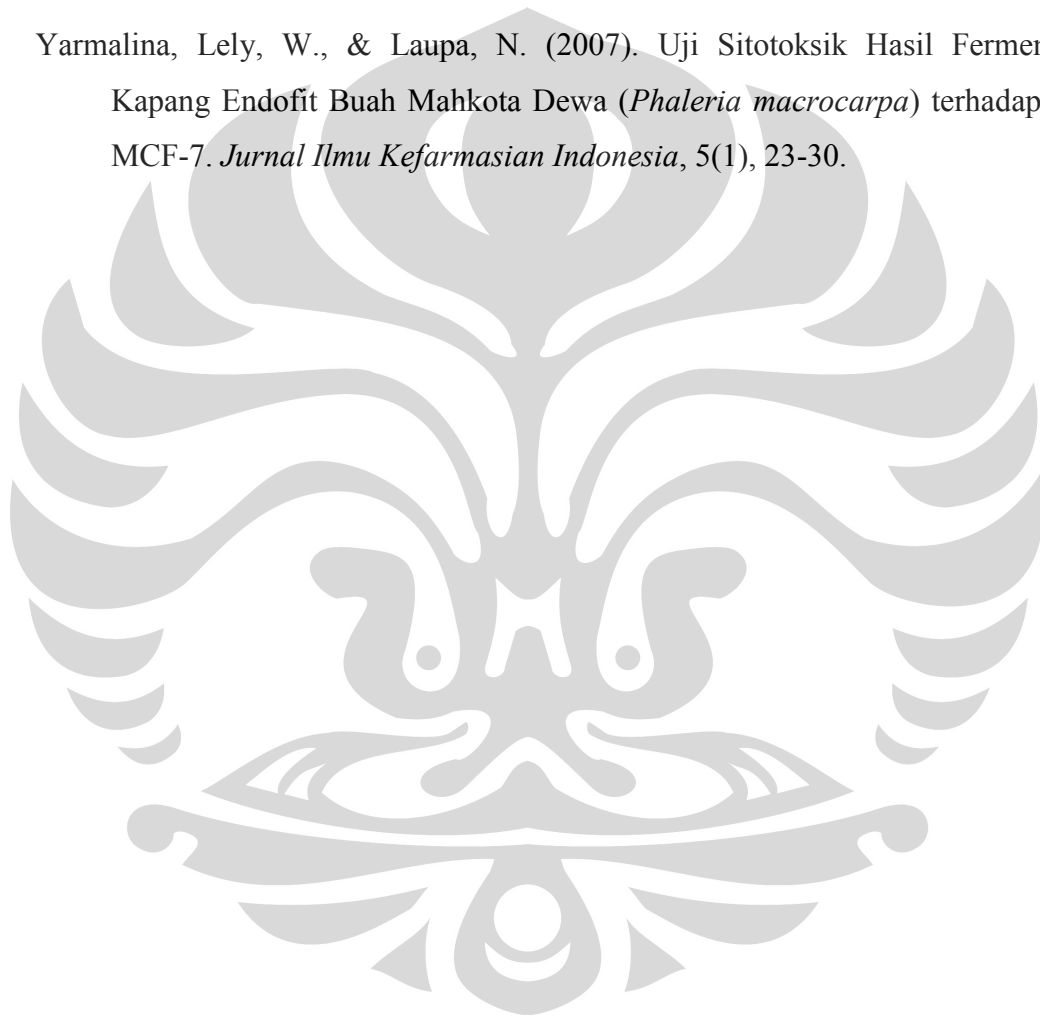 Yarmalina, Lely, W., & Laupa, N. (2007). Uji Sitotoksik Hasil Fermen
Kapang Endofit Buah Mahkota Dewa (Phaleria macrocarpa) terhadap
MCF-7. Jurnal Ilmu Kefarmasian Indonesia, 5(1), 23-30.